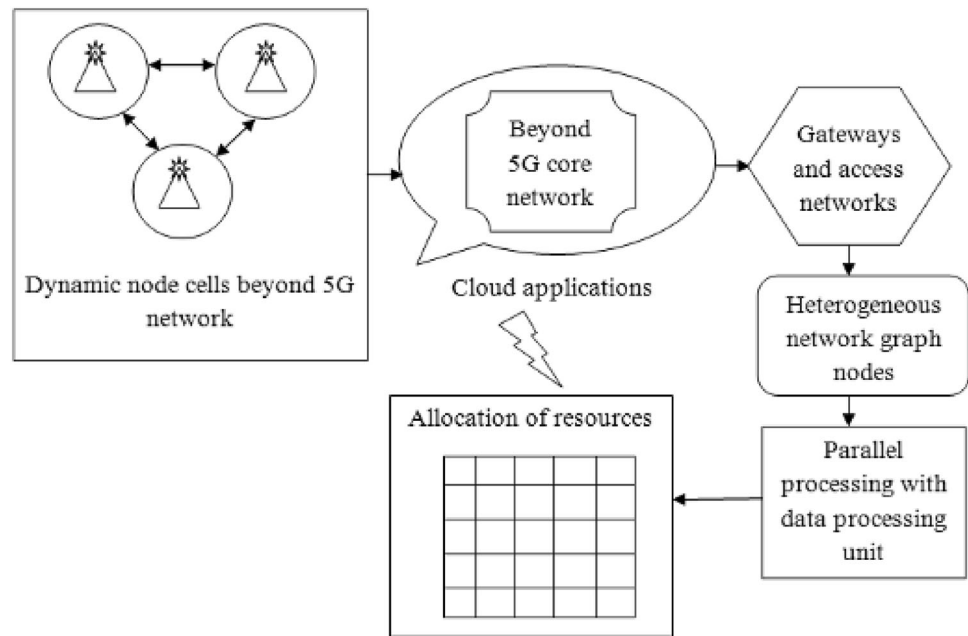 Dynamic node cells beyond 5G
network
Beyond
5G core
network
Cloud applications
Gateways
and access
networks
Heterogeneous
network graph
nodes
Parallel
processing with
data processing
unit
Allocation of resources